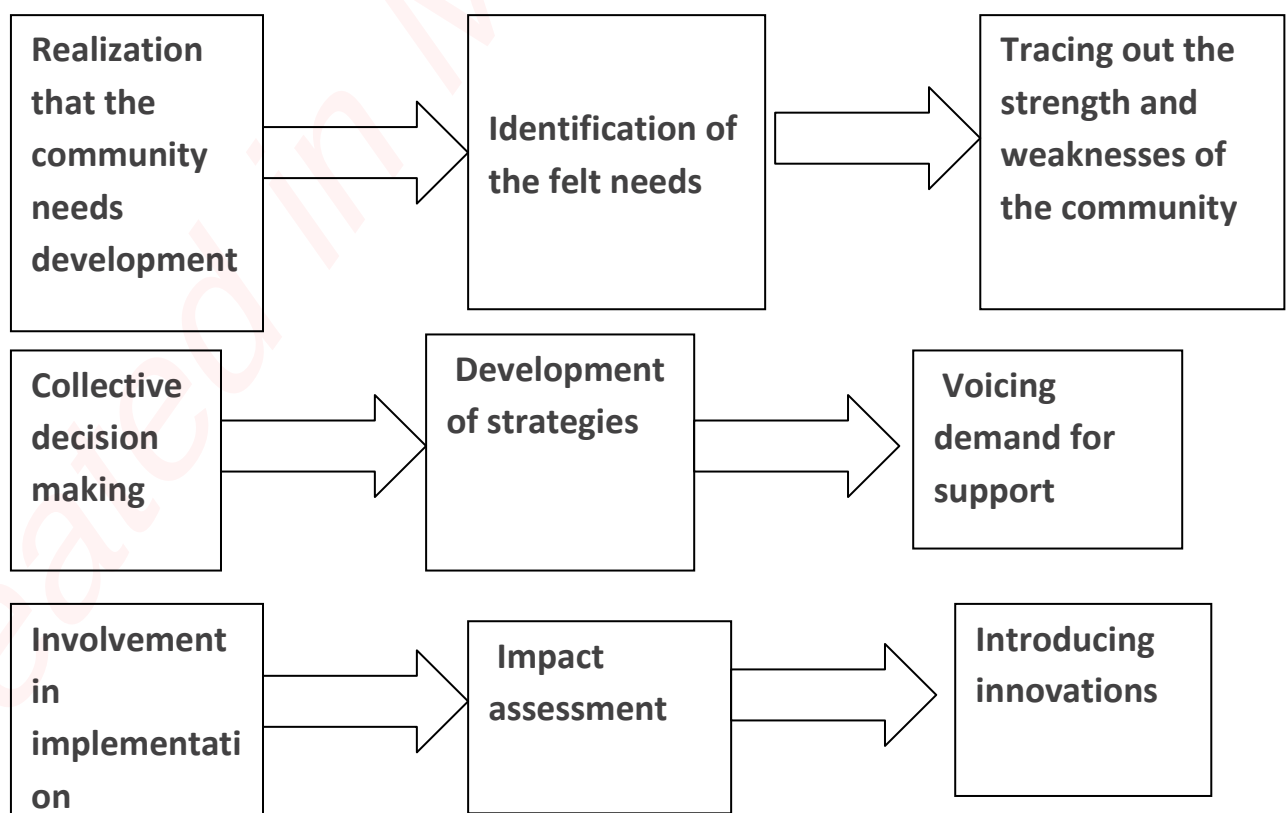 Realization
that the
community
needs
development
Identification of
the felt needs
Tracing out the
strength and
weaknesses of
the community
Collective
decision
making
Development
of strategies
Voicing
demand for
support
Involvement
in
implementati
on
Impact
assessment
Introducing
innovations
eated in M